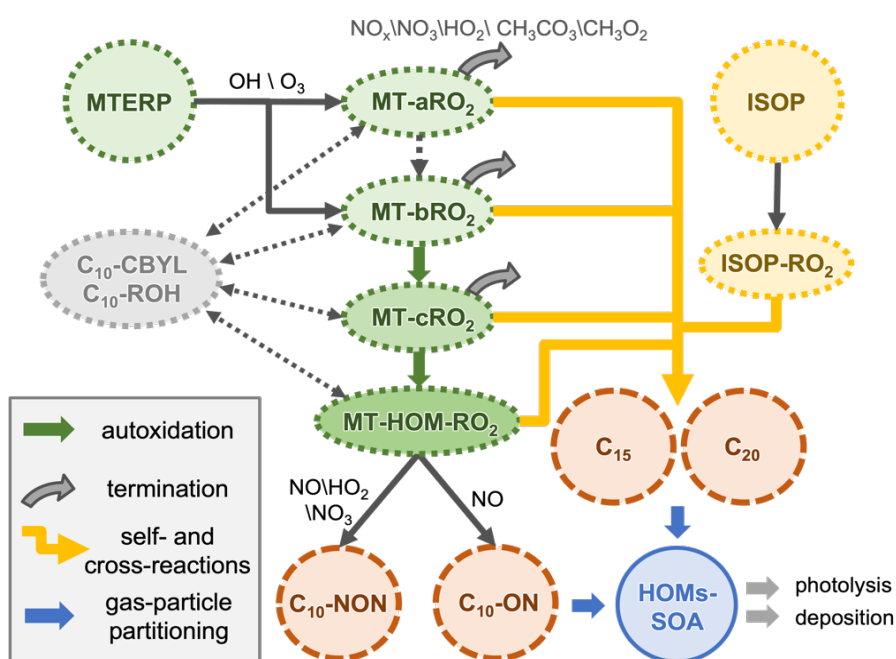 NOₓ\NO₃\HO₂\ CH₃CO₃\CH₃O₂
MTERP
OH \ O₃
MT-aRO₂
ISOP
MT-bRO₂
C₁₀-CBYL
C₁₀-ROH
ISOP-RO₂
MT-cRO₂
MT-HOM-RO₂
autoxidation
termination
self- and
cross-reactions
gas-particle
partitioning
C₁₅
C₂₀
NO\HO₂
\NO₃
NO
C₁₀-NON
C₁₀-ON
HOMs-
SOA
photolysis
deposition